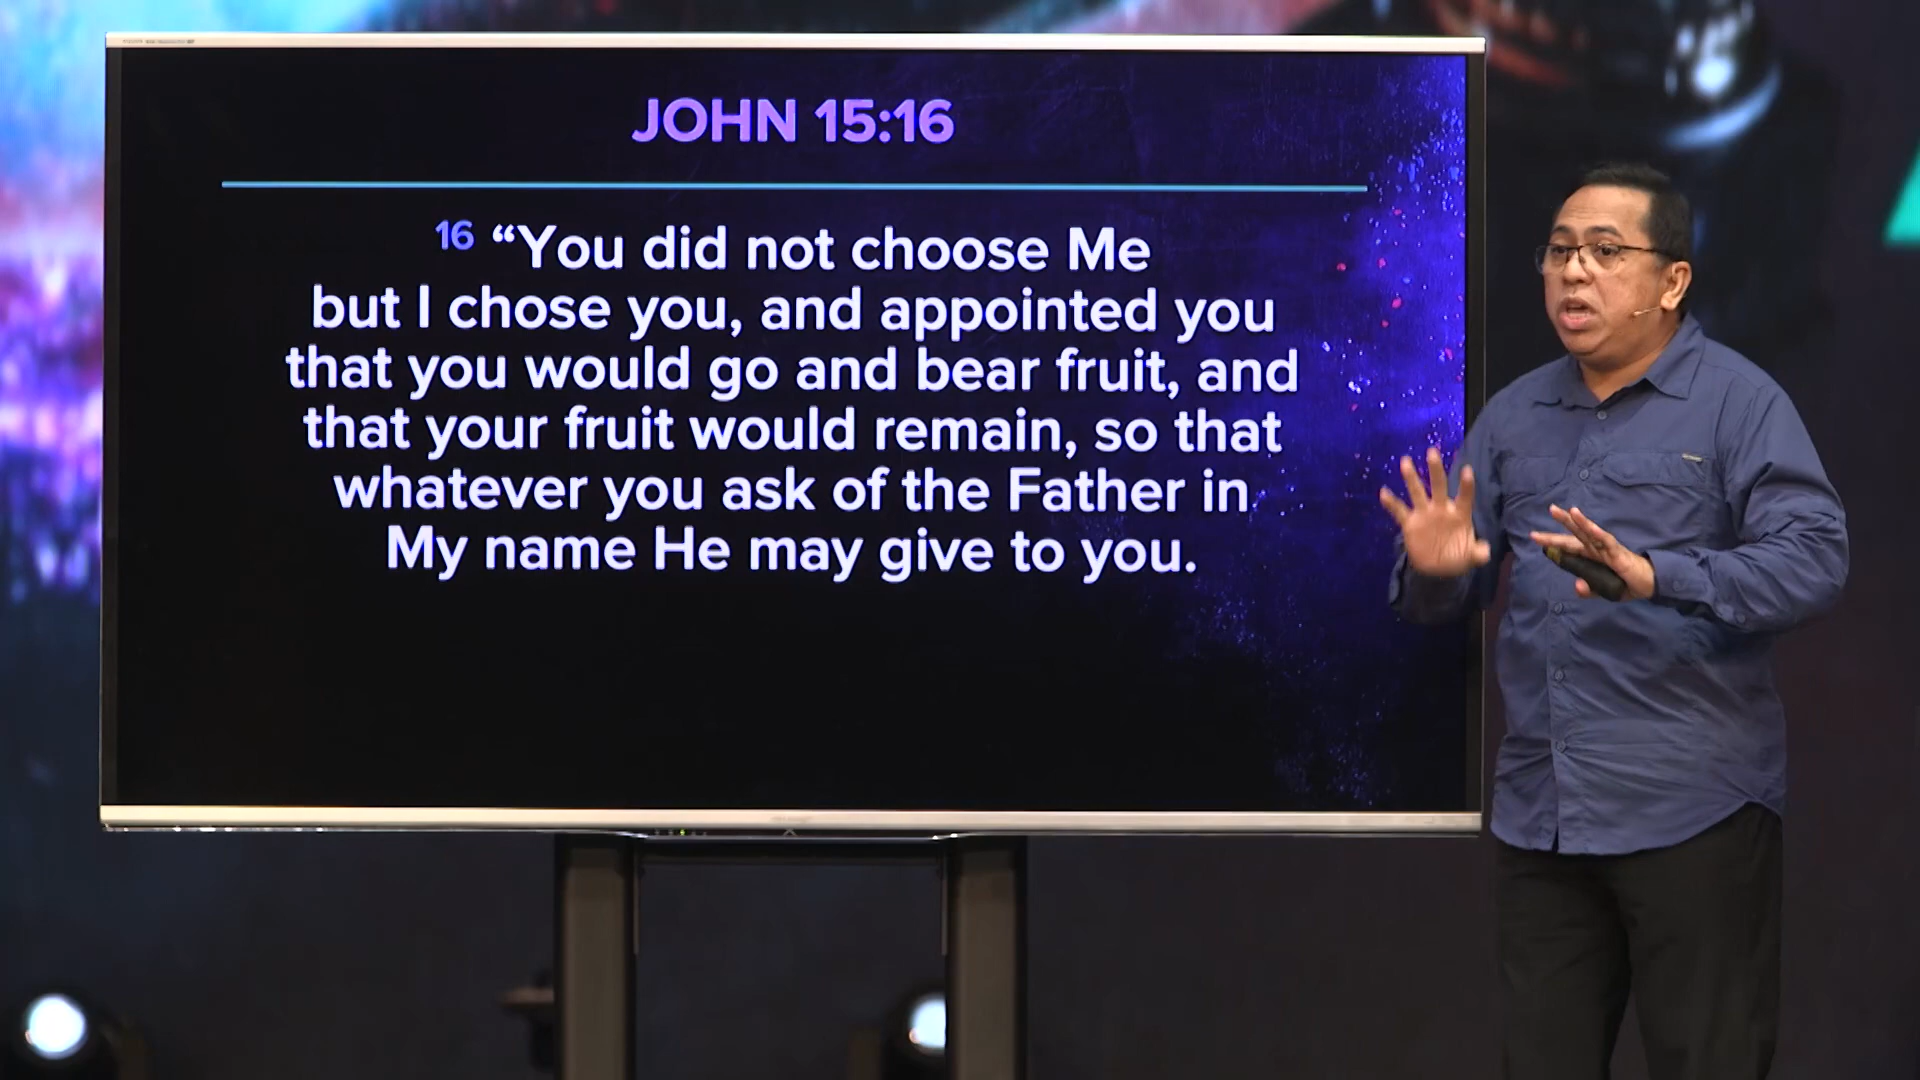 JOHN 15:16
16 “You did not choose Me
but I chose you, and appointed you
that you would go and bear fruit, and
that your fruit would remain, so that
whatever you ask of the Father in
My name He may give to you.